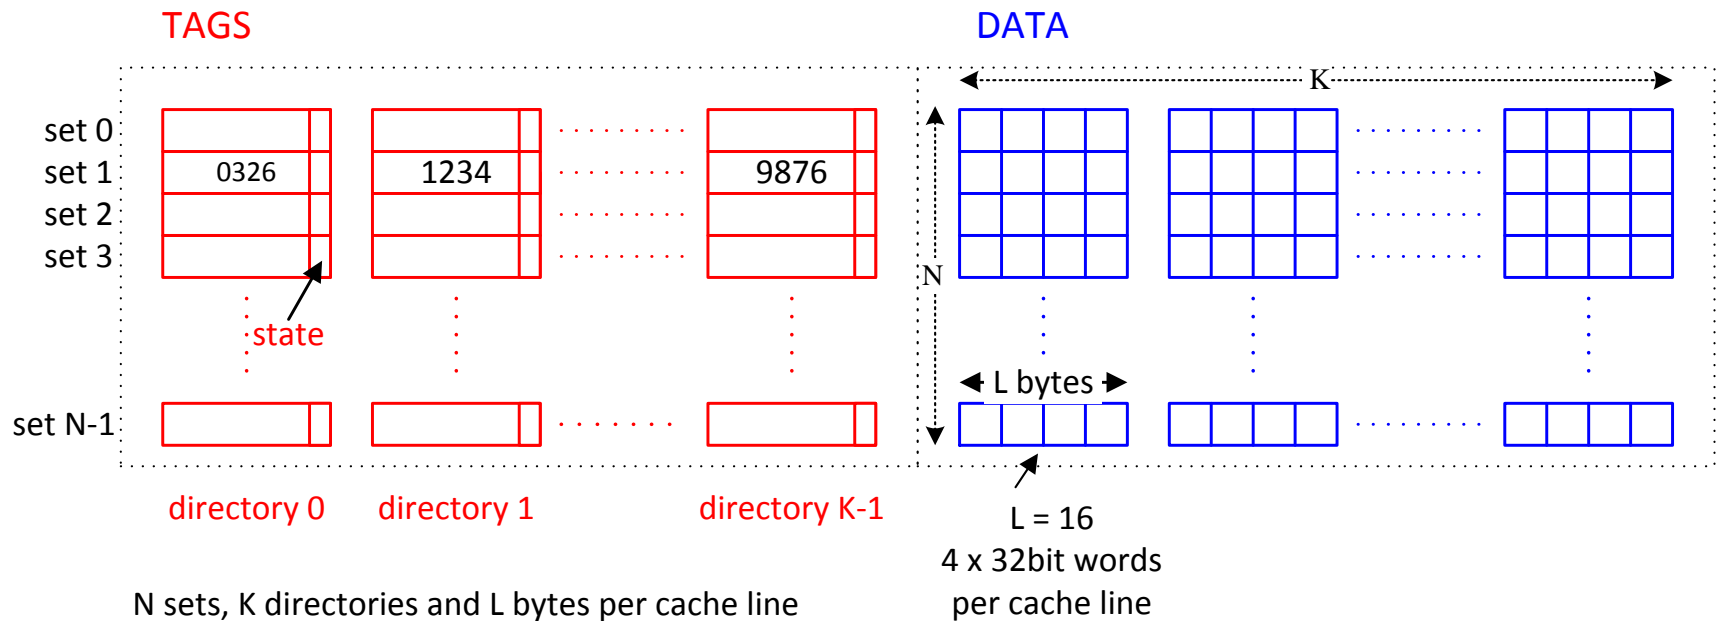 TAGS
DATA
K
set 0
set 1
0326
1234
9876
set 2
set 3
N
state
L bytes
set N-1
directory 0
directory 1
directory K-1
L = 16
4 x 32bit words
per cache line
N sets, K directories and L bytes per cache line